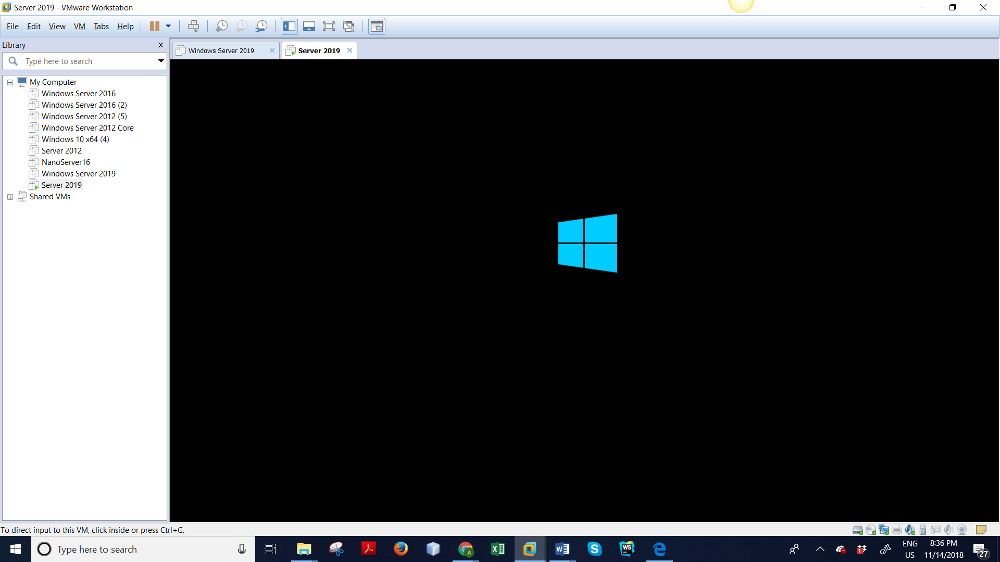 Server 2019 - VMware Workstation
File Edit View VM Tabs Help
Library
Type here to search
My Computer
Windows Server 2016
Windows Server 2016 (2)
Windows Server 2012 (5)
Windows Server 2012 Core
Windows 10 x64 (4)
Server 2012
NanoServer16
Windows Server 2019
Server 2019
Shared VMs
Windows Server 2019
Server 2019
To direct input to this VM, click inside or press Ctrl+G.
Type here to search
A
WS
1
ENG
US
8:36 PM
11/14/2018
27